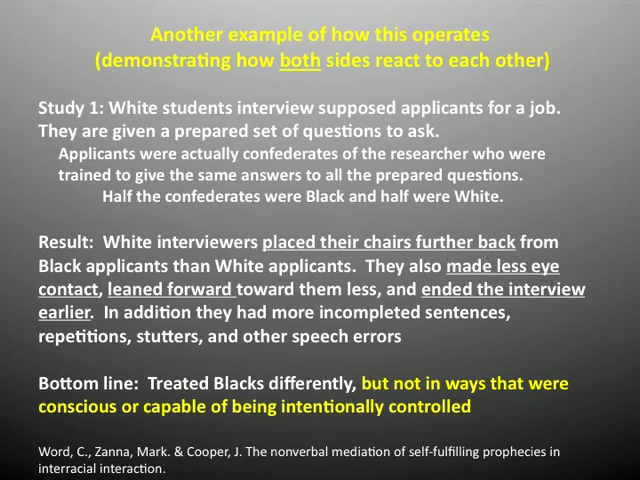 Another example of how this operates
(demonstrating how both sides react to each other)
Study 1: White students interview supposed applicants for a job.
They are given a prepared set of questions to ask.
Applicants were actually confederates of the researcher who were
trained to give the same answers to all the prepared questions.
Half the confederates were Black and half were White.
Result:  White interviewers placed their chairs further back from
Black applicants than White applicants.  They also made less eye
contact, leaned forward toward them less, and ended the interview
earlier.  In addition they had more incompleted sentences,
repetitions, stutters, and other speech errors
Bottom line:  Treated Blacks differently, but not in ways that were
conscious or capable of being intentionally controlled
Word, C., Zanna, Mark. & Cooper, J. The nonverbal mediation of self-fulfilling prophecies in
interracial interaction.